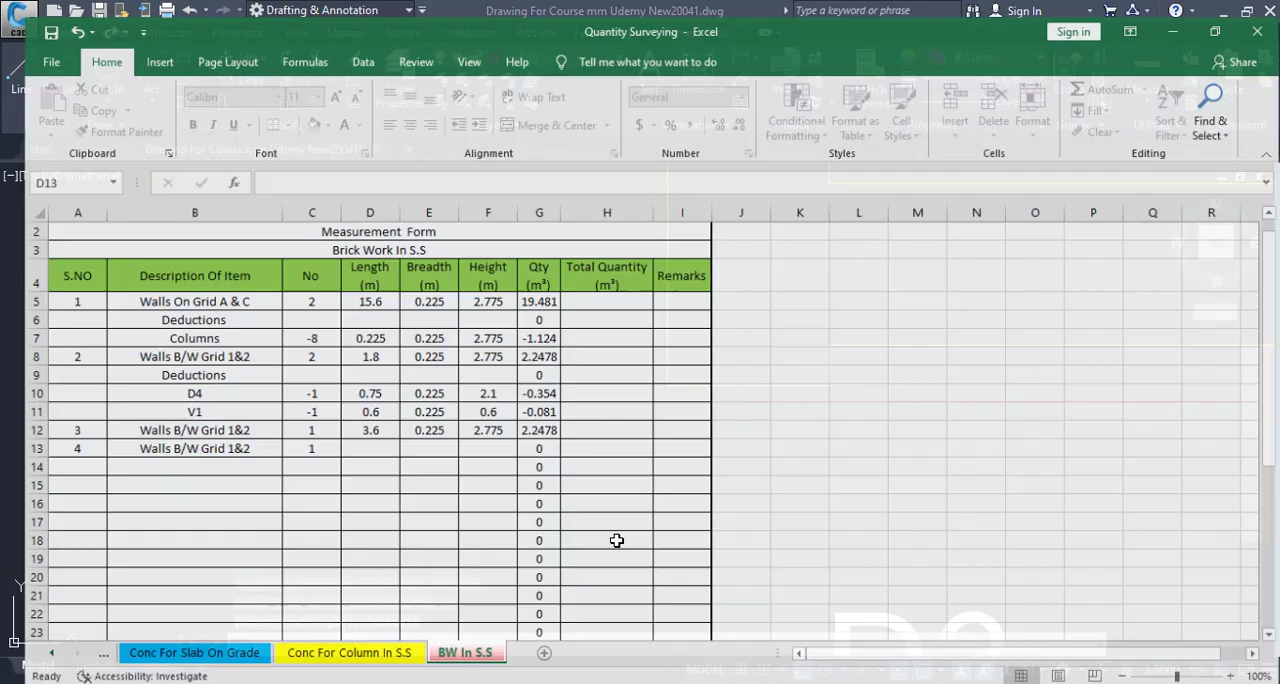 Drafting & Annotation
Drawing For Course mm Udemy New20041.dwg
Type a keyword or phrase
Sign In
Quantity Surveying - Excel
Sign in
File Home Insert Page Layout Formulas Data Review View Help Tell me what you want to do Share
Paste Cut Copy Format Painter
Calibri 11
B I U
Wrap Text
Merge & Center
General
$ %
Conditional Formatting
Format as Table
Cell Styles
Insert Delete Format
AutoSum
Fill
Clear
Sort & Filter
Find & Select
Clipboard Font Alignment Number Styles Cells Editing
D13 fx
A B C D E F G H I J K L M N O P Q R
2 Measurement Form
3 Brick Work In S.S
4 S.NO Description Of Item No Length (m) Breadth (m) Height (m) Qty (m³) Total Quantity (m³) Remarks
5 1 Walls On Grid A & C 2 15.6 0.225 2.775 19.481
6 Deductions 0
7 Columns -8 0.225 0.225 2.775 -1.124
8 2 Walls B/W Grid 1&2 2 1.8 0.225 2.775 2.2478
9 Deductions 0
10 D4 -1 0.75 0.225 2.1 -0.354
11 V1 -1 0.6 0.225 0.6 -0.081
12 3 Walls B/W Grid 1&2 1 3.6 0.225 2.775 2.2478
13 4 Walls B/W Grid 1&2 1 0
14 0
15 0
16 0
17 0
18 0
19 0
20 0
21 0
22 0
23 0
... Conc For Slab On Grade Conc For Column In S.S BW In S.S
Ready Accessibility: Investigate 100%